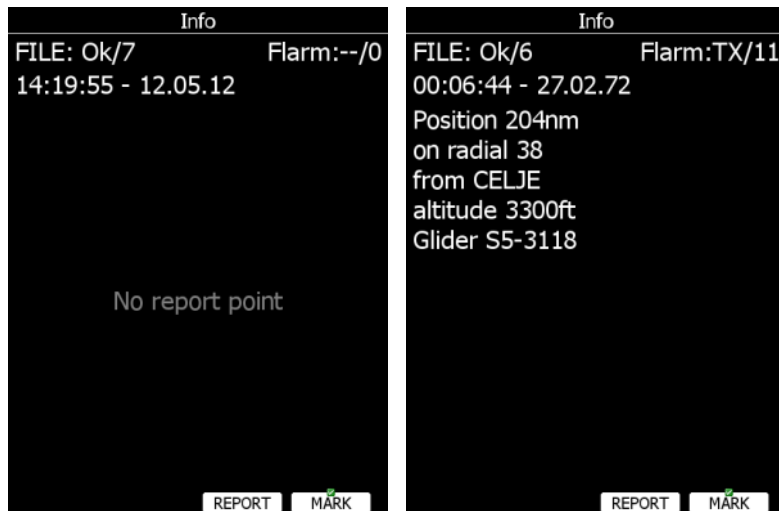 Info
FILE: Ok/7 Flarm:--/0
14:19:55 - 12.05.12
No report point
REPORT MARK
Info
FILE: Ok/6 Flarm:TX/11
00:06:44 - 27.02.72
Position 204nm
on radial 38
from CELJE
altitude 3300ft
Glider S5-3118
REPORT MARK